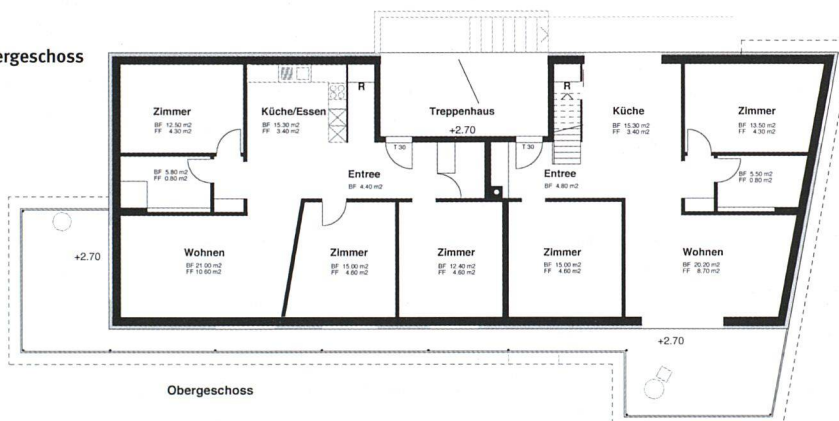 ergeschoss
Zimmer
BF 12.50 m2
FF 4.30 m2
Küche/Essen
BF 15.30 m2
FF 3.40 m2
R
Treppenhaus
+2.70
R
Küche
BF 15.30 m2
FF 3.40 m2
Zimmer
BF 13.50 m2
FF 4.30 m2
T 30
T 30
BF 5.80 m2
FF 0.80 m2
Entree
BF 4.40 m2
Entree
BF 4.80 m2
BF 5.50 m2
FF 0.80 m2
+2.70
Wohnen
BF 21.00 m2
FF 10.60 m2
Zimmer
BF 15.00 m2
FF 4.60 m2
Zimmer
BF 12.40 m2
FF 4.60 m2
Zimmer
BF 15.00 m2
FF 4.60 m2
Wohnen
BF 20.20 m2
FF 8.70 m2
+2.70
Obergeschoss